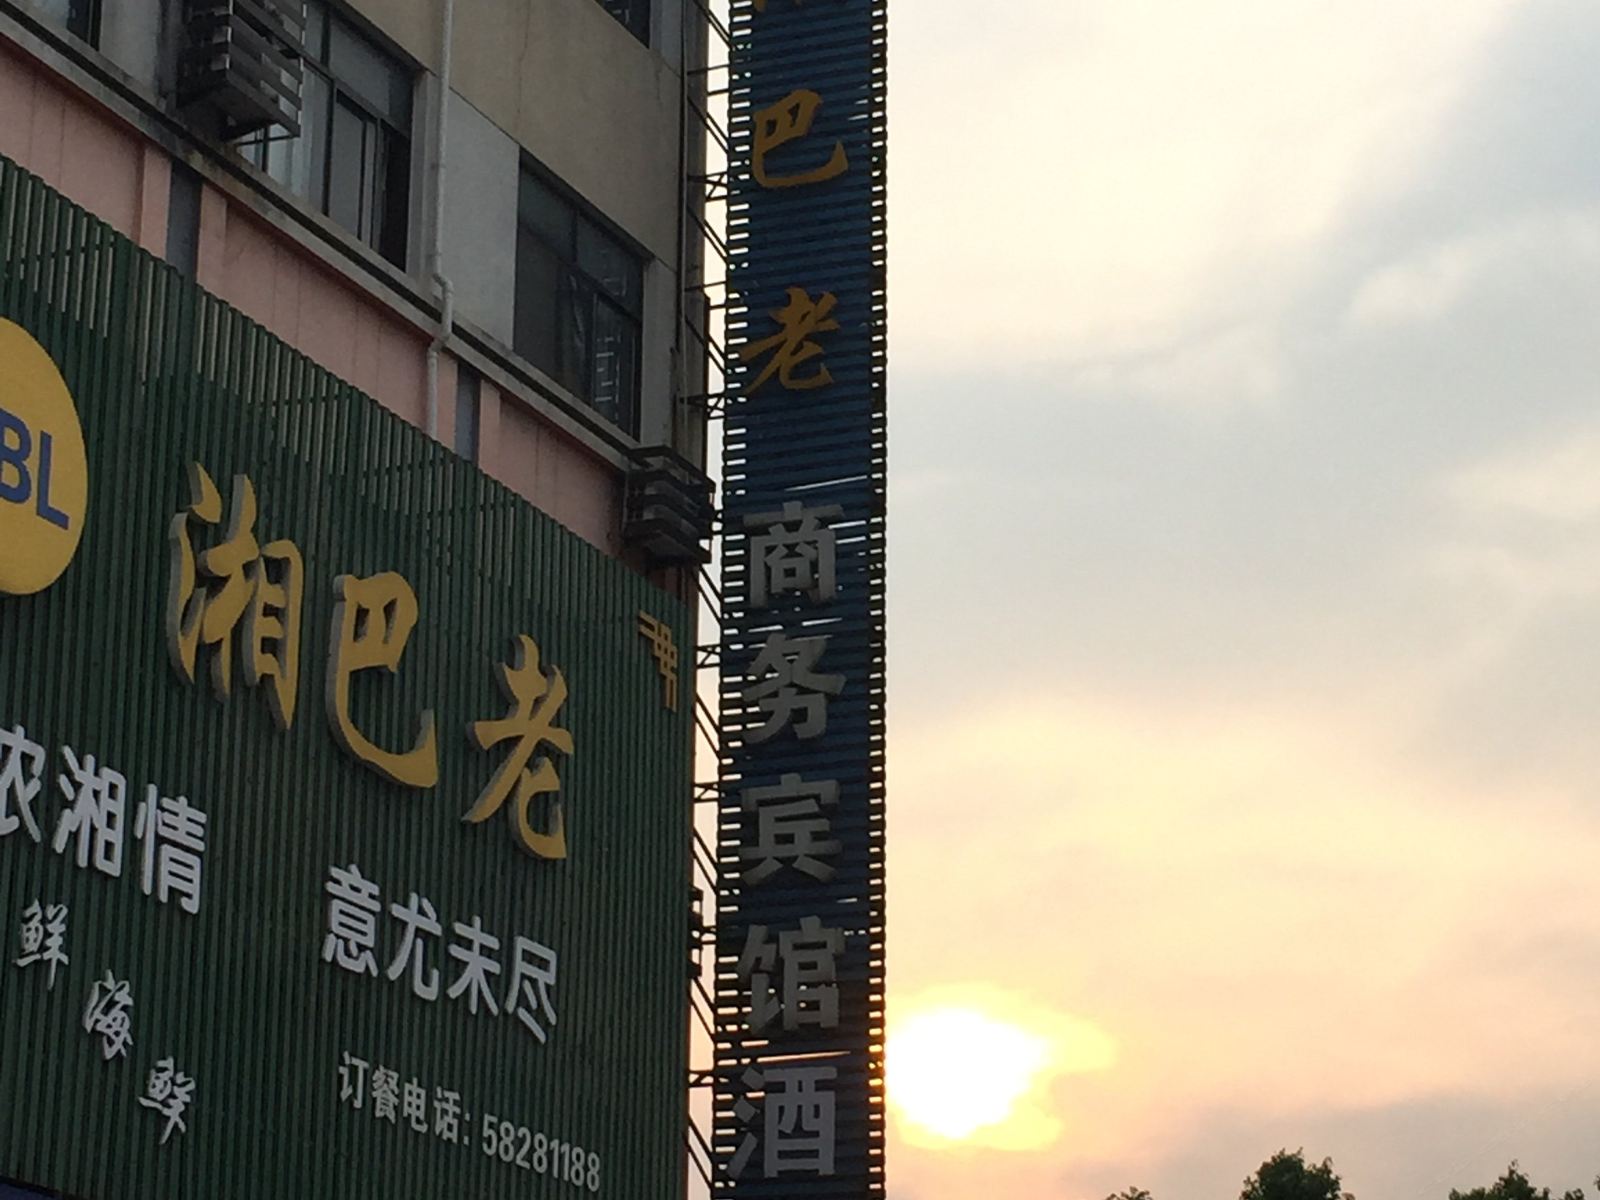 BL
湘巴老
农湘情
意尤未尽
鲜海鲜
订餐电话：58281188
巴老
商务宾馆
酒